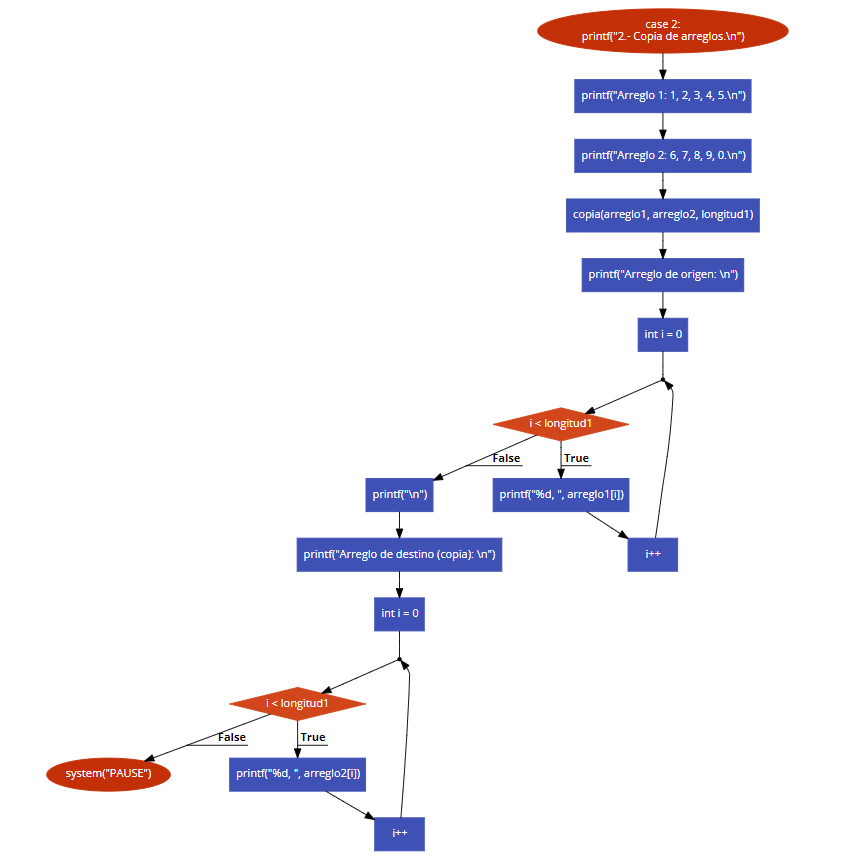 case 2:
printf("2.- Copia de arreglos.\n")
printf("Arreglo 1: 1, 2, 3, 4, 5.\n")
printf("Arreglo 2: 6, 7, 8, 9, 0.\n")
copia(arreglo1, arreglo2, longitud1)
printf("Arreglo de origen: \n")
int i = 0
i < longitud1
False
True
printf("\n")
printf("%d, ", arreglo1[i])
printf("Arreglo de destino (copia): \n")
i++
int i = 0
i < longitud1
False
True
system("PAUSE")
printf("%d, ", arreglo2[i])
i++